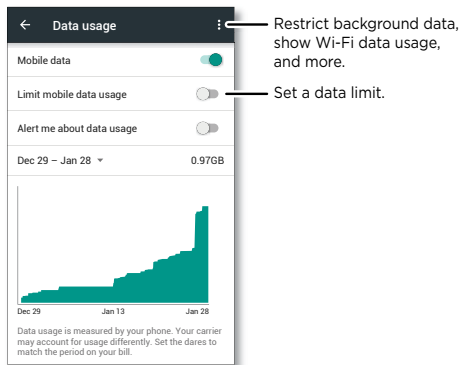 Data usage
Mobile data
Limit mobile data usage
Alert me about data usage
Dec 29 – Jan 28 0.97GB
Dec 29 Jan 13 Jan 28
Data usage is measured by your phone. Your carrier
may account for usage differently. Set the dares to
match the period on your bill.
Restrict background data,
show Wi-Fi data usage,
and more.
Set a data limit.